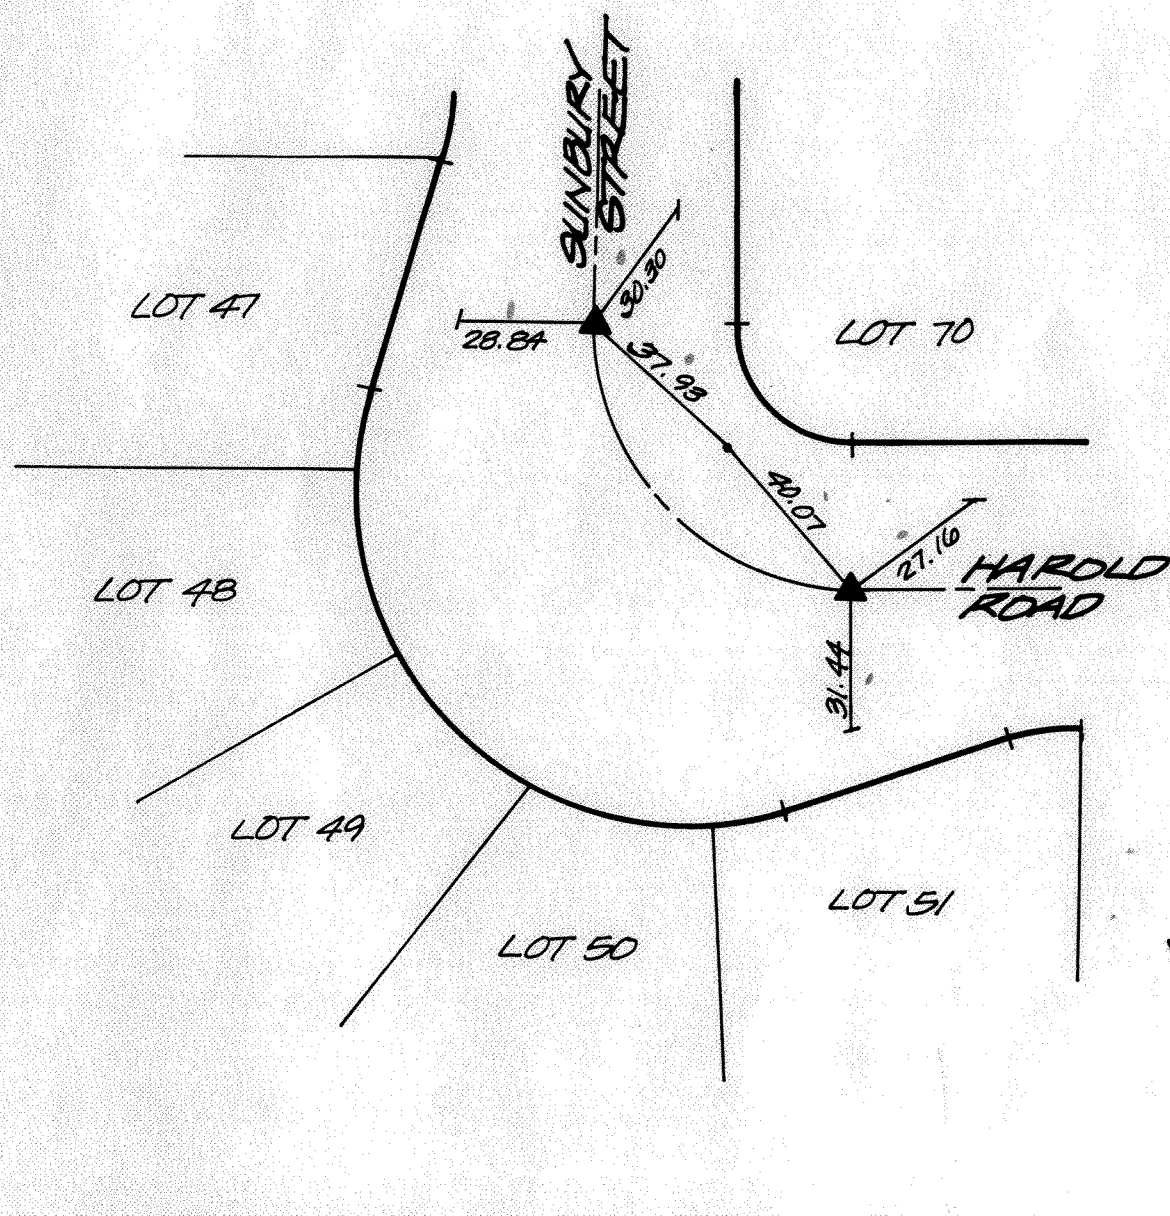 SUNBURY
STREET
LOT 47
30.30
28.84
37.93
LOT 70
40.07
27.16
HAROLD
ROAD
LOT 48
31.44
LOT 49
LOT 51
LOT 50